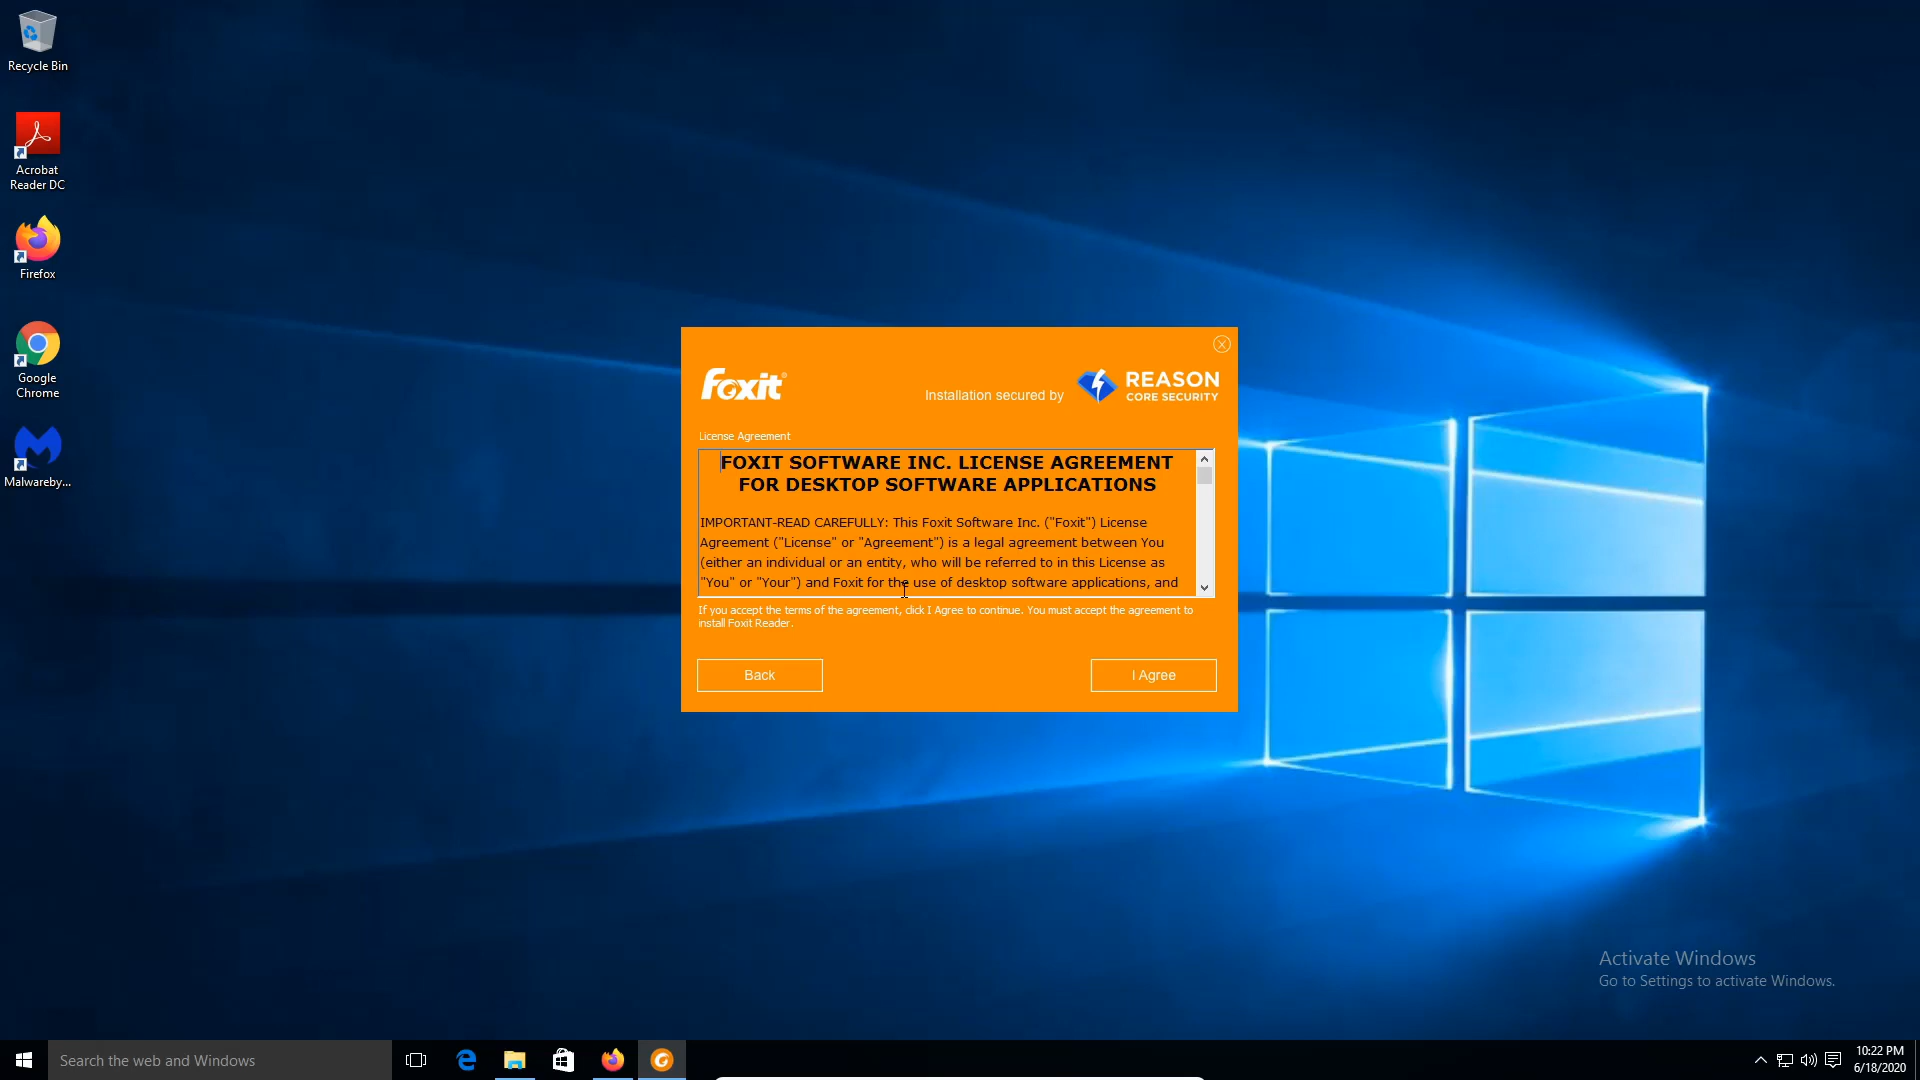 Recycle Bin
Acrobat
Reader DC
Firefox
Google
Chrome
Malwareby...
Foxit®
Installation secured by
REASON
CORE SECURITY
License Agreement
FOXIT SOFTWARE INC. LICENSE AGREEMENT
FOR DESKTOP SOFTWARE APPLICATIONS
IMPORTANT-READ CAREFULLY: This Foxit Software Inc. ("Foxit") License
Agreement ("License" or "Agreement") is a legal agreement between You
(either an individual or an entity, who will be referred to in this License as
"You" or "Your") and Foxit for the use of desktop software applications, and
If you accept the terms of the agreement, click I Agree to continue. You must accept the agreement to
install Foxit Reader.
Back
I Agree
Activate Windows
Go to Settings to activate Windows.
Search the web and Windows
10:22 PM
6/18/2020